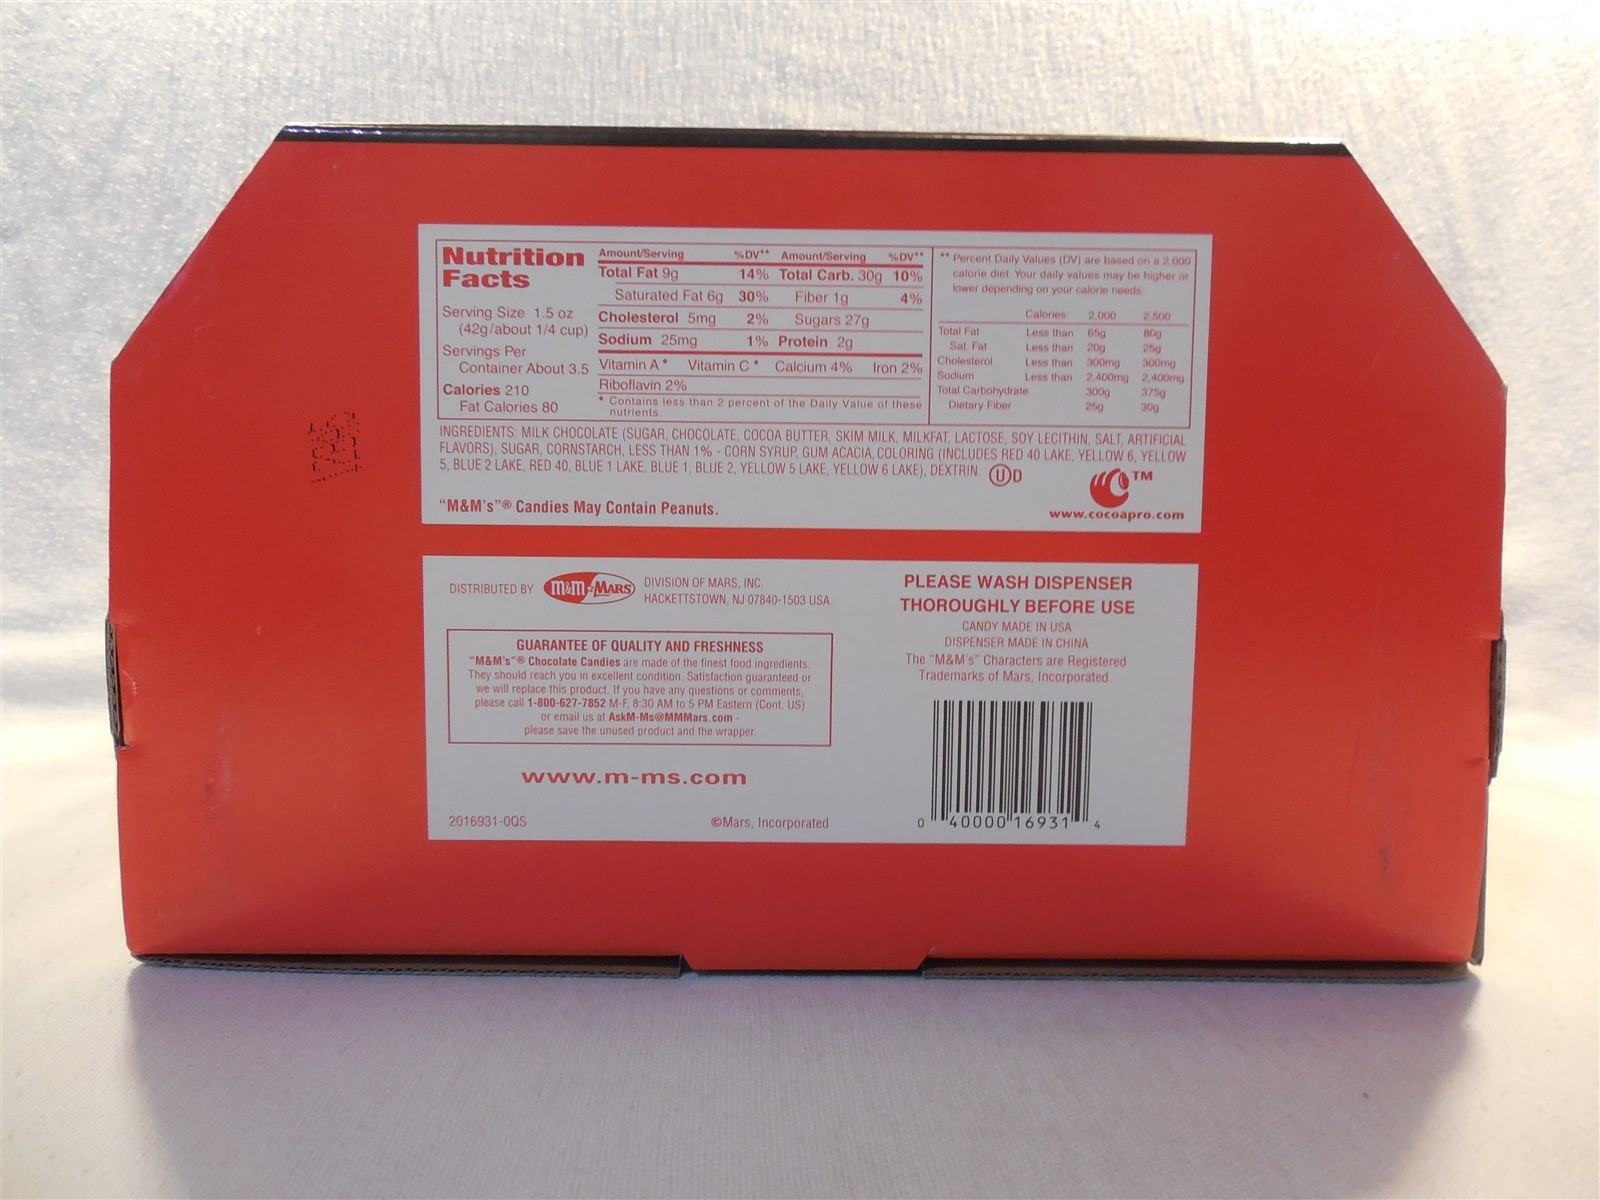 Nutrition
Facts
Serving Size 1.5 oz
(42g/about 1/4 cup)
Servings Per
Container About 3.5
Calories 210
Fat Calories 80
Amount/Serving %DV** Amount/Serving %DV**
Total Fat 9g 14% Total Carb. 30g 10%
Saturated Fat 6g 30% Fiber 1g 4%
Cholesterol 5mg 2% Sugars 27g
Sodium 25mg 1% Protein 2g
Vitamin A * Vitamin C * Calcium 4% Iron 2%
Riboflavin 2%
* Contains less than 2 percent of the Daily Value of these
nutrients.
** Percent Daily Values (DV) are based on a 2,000
calorie diet. Your daily values may be higher or
lower depending on your calorie needs:
Calories: 2,000 2,500
Total Fat Less than 65g 80g
Sat. Fat Less than 20g 25g
Cholesterol Less than 300mg 300mg
Sodium Less than 2,400mg 2,400mg
Total Carbohydrate 300g 375g
Dietary Fiber 25g 30g
INGREDIENTS: MILK CHOCOLATE (SUGAR, CHOCOLATE, COCOA BUTTER, SKIM MILK, MILKFAT, LACTOSE, SOY LECITHIN, SALT, ARTIFICIAL
FLAVORS), SUGAR, CORNSTARCH, LESS THAN 1% - CORN SYRUP, GUM ACACIA, COLORING (INCLUDES RED 40 LAKE, YELLOW 6, YELLOW
5, BLUE 2 LAKE, RED 40, BLUE 1 LAKE, BLUE 1, BLUE 2, YELLOW 5 LAKE, YELLOW 6 LAKE), DEXTRIN. ⓊD
TM
"M&M's"® Candies May Contain Peanuts.
www.cocoapro.com
DISTRIBUTED BY m&m MARS DIVISION OF MARS, INC.
HACKETTSTOWN, NJ 07840-1503 USA
GUARANTEE OF QUALITY AND FRESHNESS
"M&M's"® Chocolate Candies are made of the finest food ingredients.
They should reach you in excellent condition. Satisfaction guaranteed or
we will replace this product. If you have any questions or comments,
please call 1-800-627-7852 M-F, 8:30 AM to 5 PM Eastern (Cont. US)
or email us at AskM-Ms@MMMars.com -
please save the unused product and the wrapper.
www.m-ms.com
2016931-0QS ©Mars, Incorporated
PLEASE WASH DISPENSER
THOROUGHLY BEFORE USE
CANDY MADE IN USA
DISPENSER MADE IN CHINA
The "M&M's" Characters are Registered
Trademarks of Mars, Incorporated.
0 40000 16931 4